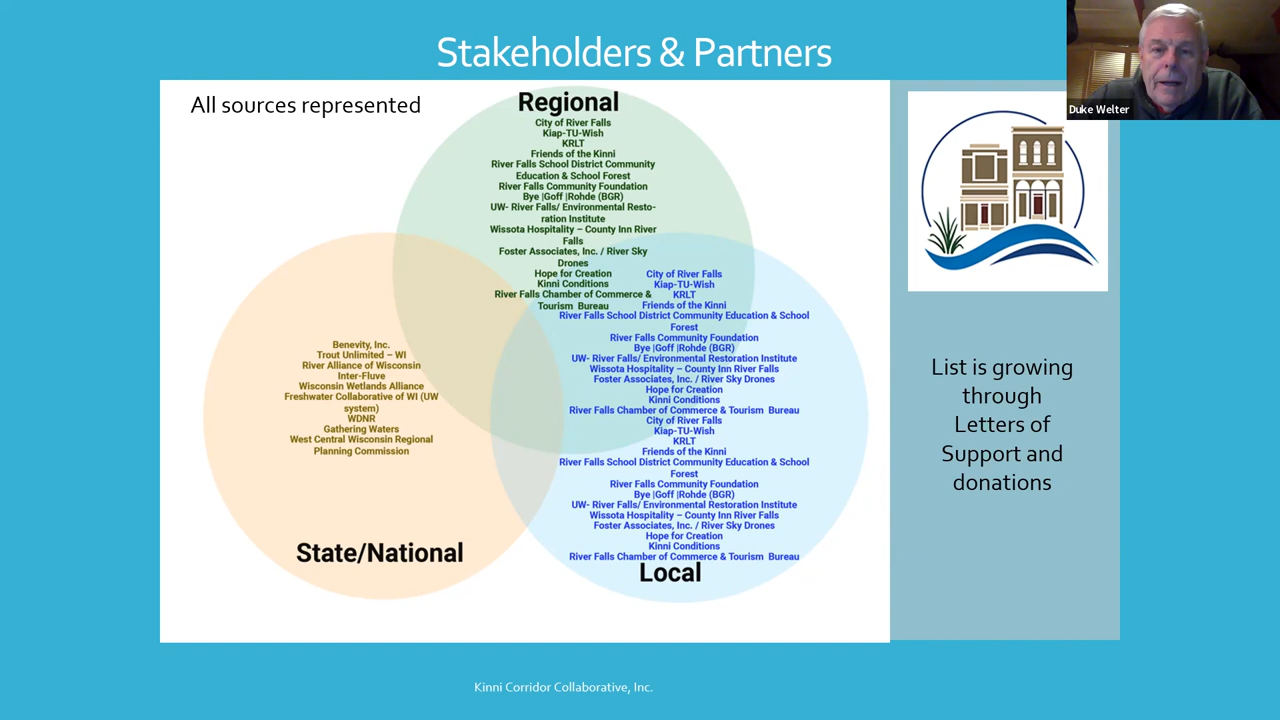 Stakeholders & Partners
Duke Welter
All sources represented
Regional
City of River Falls
Kiap-TU-Wish
KRLT
Friends of the Kinni
River Falls School District Community
Education & School Forest
River Falls Community Foundation
Bye |Goff |Rohde (BGR)
UW- River Falls/ Environmental Resto-
ration Institute
Wissota Hospitality – County Inn River
Falls
Foster Associates, Inc. / River Sky
Drones
Hope for Creation
Kinni Conditions
River Falls Chamber of Commerce &
Tourism Bureau
City of River Falls
Kiap-TU-Wish
KRLT
Friends of the Kinni
River Falls School District Community Education & School
Forest
River Falls Community Foundation
Bye |Goff |Rohde (BGR)
UW- River Falls/ Environmental Restoration Institute
Wissota Hospitality – County Inn River Falls
Foster Associates, Inc. / River Sky Drones
Hope for Creation
Kinni Conditions
River Falls Chamber of Commerce & Tourism Bureau
City of River Falls
Kiap-TU-Wish
KRLT
Friends of the Kinni
River Falls School District Community Education & School
Forest
River Falls Community Foundation
Bye |Goff |Rohde (BGR)
UW- River Falls/ Environmental Restoration Institute
Wissota Hospitality – County Inn River Falls
Foster Associates, Inc. / River Sky Drones
Hope for Creation
Kinni Conditions
River Falls Chamber of Commerce & Tourism Bureau
Local
Benevity, Inc.
Trout Unlimited – WI
River Alliance of Wisconsin
Inter-Fluve
Wisconsin Wetlands Alliance
Freshwater Collaborative of WI (UW
system)
WDNR
Gathering Waters
West Central Wisconsin Regional
Planning Commission
State/National
List is growing
through
Letters of
Support and
donations
Kinni Corridor Collaborative, Inc.